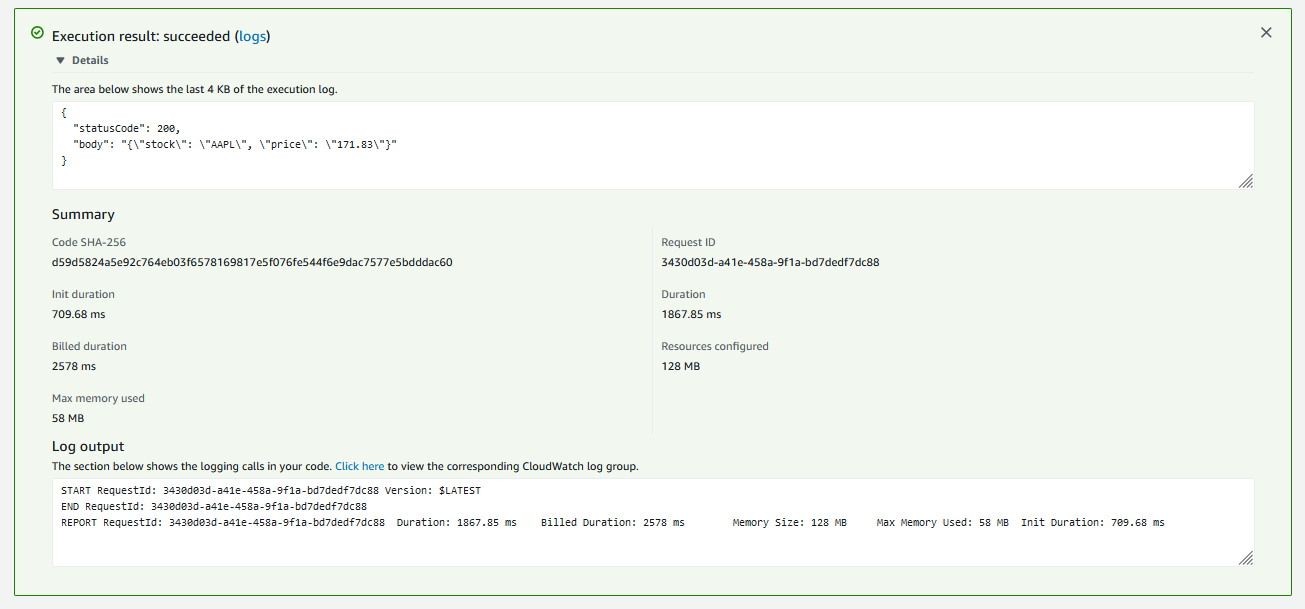 Execution result: succeeded (logs)
Details
The area below shows the last 4 KB of the execution log.
{
  "statusCode": 200,
  "body": "{\"stock\": \"AAPL\", \"price\": \"171.83\"}"
}
Summary
Code SHA-256
d59d5824a5e92c764eb03f6578169817e5f076fe544f6e9dac7577e5bdddac60
Request ID
3430d03d-a41e-458a-9f1a-bd7dedf7dc88
Init duration
709.68 ms
Duration
1867.85 ms
Billed duration
2578 ms
Resources configured
128 MB
Max memory used
58 MB
Log output
The section below shows the logging calls in your code. Click here to view the corresponding CloudWatch log group.
START RequestId: 3430d03d-a41e-458a-9f1a-bd7dedf7dc88 Version: $LATEST
END RequestId: 3430d03d-a41e-458a-9f1a-bd7dedf7dc88
REPORT RequestId: 3430d03d-a41e-458a-9f1a-bd7dedf7dc88  Duration: 1867.85 ms    Billed Duration: 2578 ms        Memory Size: 128 MB     Max Memory Used: 58 MB  Init Duration: 709.68 ms